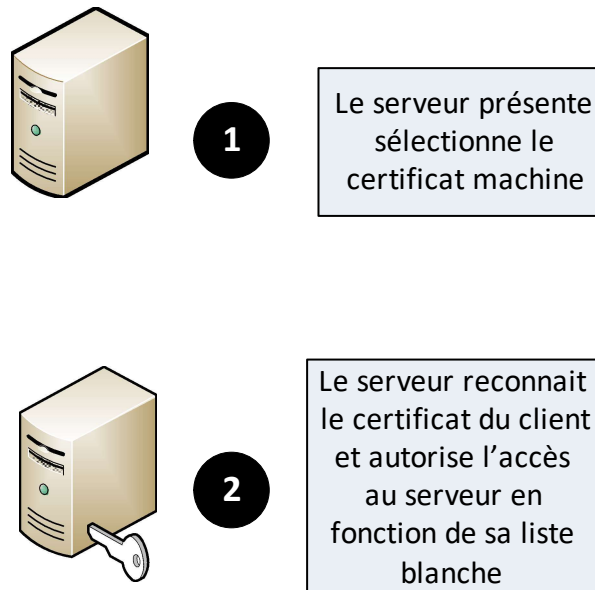 1
Le serveur présente
sélectionne le
certificat machine
2
Le serveur reconnait
le certificat du client
et autorise l’accès
au serveur en
fonction de sa liste
blanche